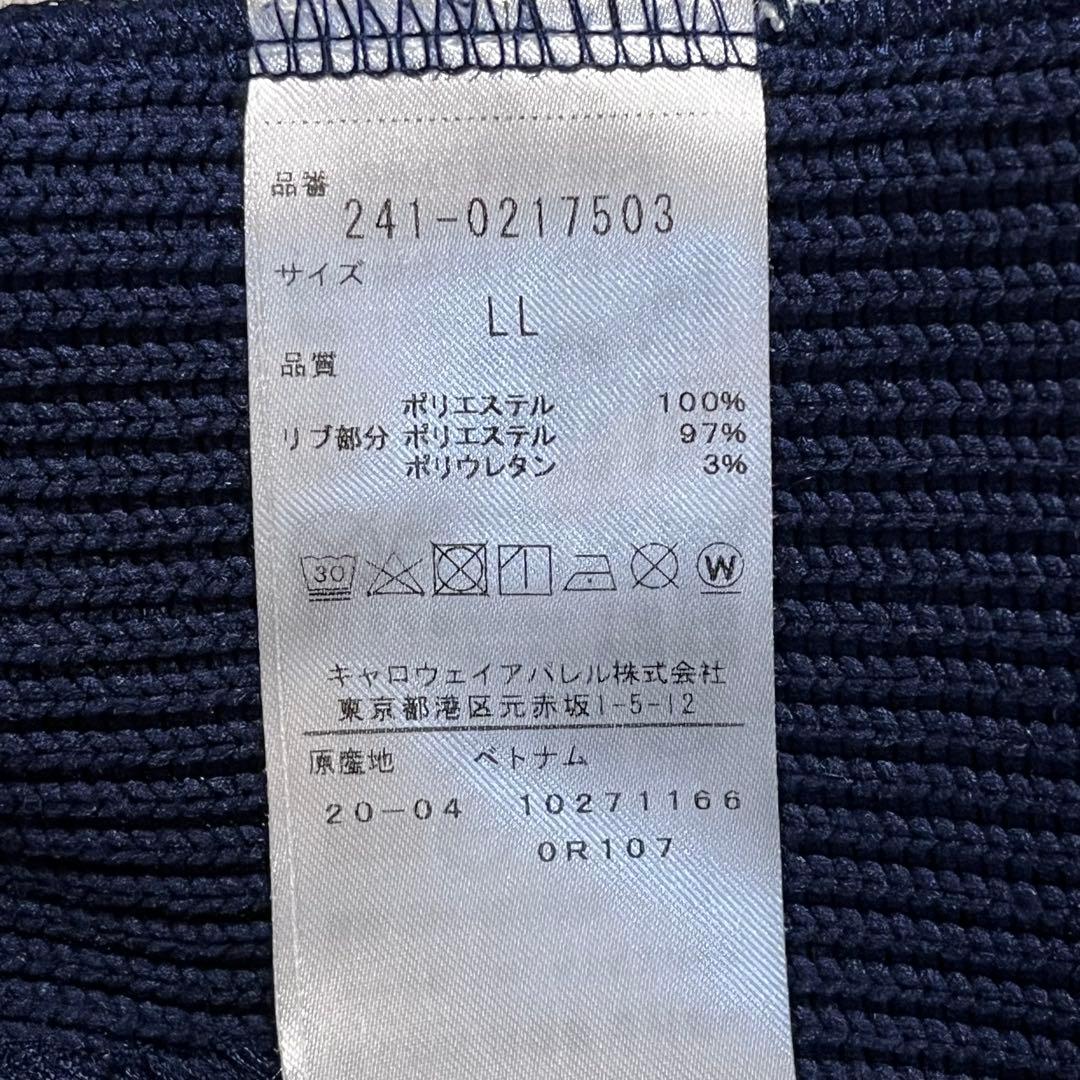 品番
241-0217503
サイズ
LL
品質
ポリエステル 100%
リブ部分 ポリエステル 97%
ポリウレタン 3%
30 W
キャロウェイアパレル株式会社
東京都港区元赤坂1-5-12
原産地 ベトナム
20-04 10271166
0R107